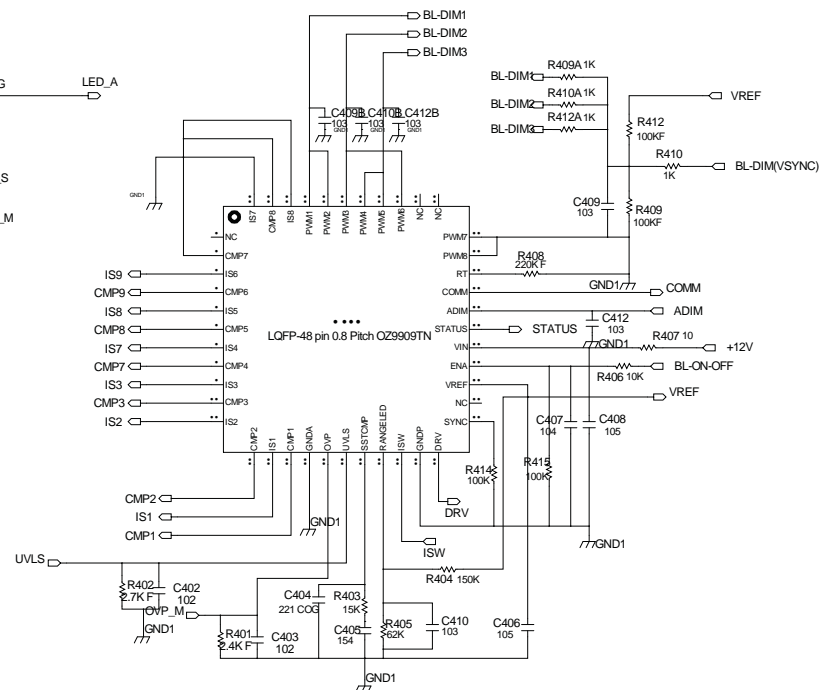 BL-DIM1
BL-DIM2
BL-DIM3
G
LED_A
_S
_M
C409B
103
GND1
C410B
103
GND1
C412B
103
GND1
BL-DIM1
R409A 1K
BL-DIM2
R410A 1K
BL-DIM3
R412A 1K
VREF
R412
100KF
R410
1K
BL-DIM(VSYNC)
C409
103
R409
100KF
GND1
IS7
CMP8
IS8
PWM1
PWM2
PWM3
PWM4
PWM5
PWM6
NC
NC
NC
CMP7
IS6
CMP6
IS5
CMP5
IS4
CMP4
IS3
CMP3
IS2
IS9
CMP9
IS8
CMP8
IS7
CMP7
IS3
CMP3
IS2
LQFP-48 pin 0.8 Pitch OZ9909TN
PWM7
PWM8
RT
COMM
ADIM
STATUS
VIN
ENA
VREF
NC
SYNC
R408
220K F
GND1
COMM
ADIM
C412
103
GND1
STATUS
R407 10
+12V
BL-ON-OFF
R406 10K
VREF
C407
104
C408
105
CMP2
IS1
CMP1
GNDA
OVP
UVLS
SSTCMP
RANGELED
ISW
GNDP
DRV
R414
100K
R415
100K
CMP2
IS1
CMP1
GND1
DRV
ISW
GND1
UVLS
R402
2.7K F
C402
102
GND1
OVP_M
R401
2.4K F
C403
102
C404
221 COG
R403
15K
C405
154
R405
62K
C410
103
R404 150K
C406
105
GND1